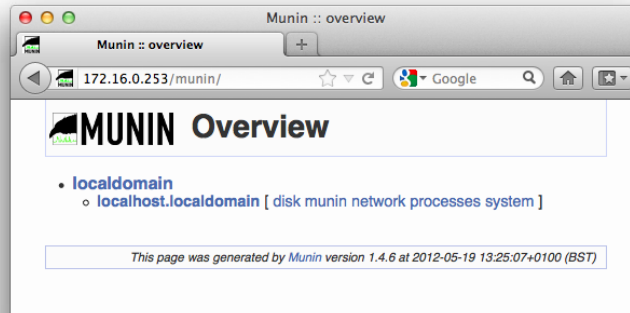 Munin :: overview
Munin :: overview
172.16.0.253/munin/
Google
MUNIN Overview
localdomain
localhost.localdomain [ disk munin network processes system ]
This page was generated by Munin version 1.4.6 at 2012-05-19 13:25:07+0100 (BST)